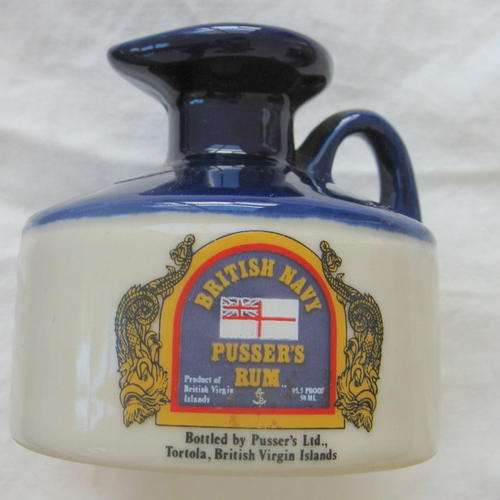 BRITISH NAVY
PUSSER'S
RUM
Product of
British Virgin
Islands
95.5 PROOF
50 ML
Bottled by Pusser's Ltd.,
Tortola, British Virgin Islands